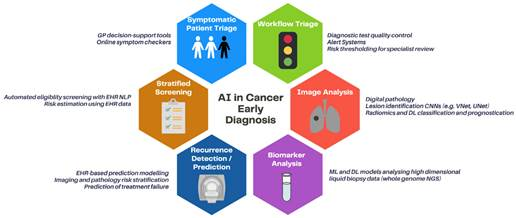 Symptomatic
Patient Triage
GP decision-support tools
Online symptom checkers
Workflow Triage
Diagnostic test quality control
Alert Systems
Risk thresholding for specialist review
Stratified
Screening
Automated eligibility screening with EHR NLP
Risk estimation using EHR data
AI in Cancer
Early
Diagnosis
Image Analysis
Digital pathology
Lesion identification CNNs (e.g. VNet, UNet)
Radiomics and DL classification and prognostication
Recurrence
Detection /
Prediction
EHR-based prediction modelling
Imaging and pathology risk stratification
Prediction of treatment failure
Biomarker
Analysis
ML and DL models analysing high dimensional
liquid biopsy data (whole genome NGS)